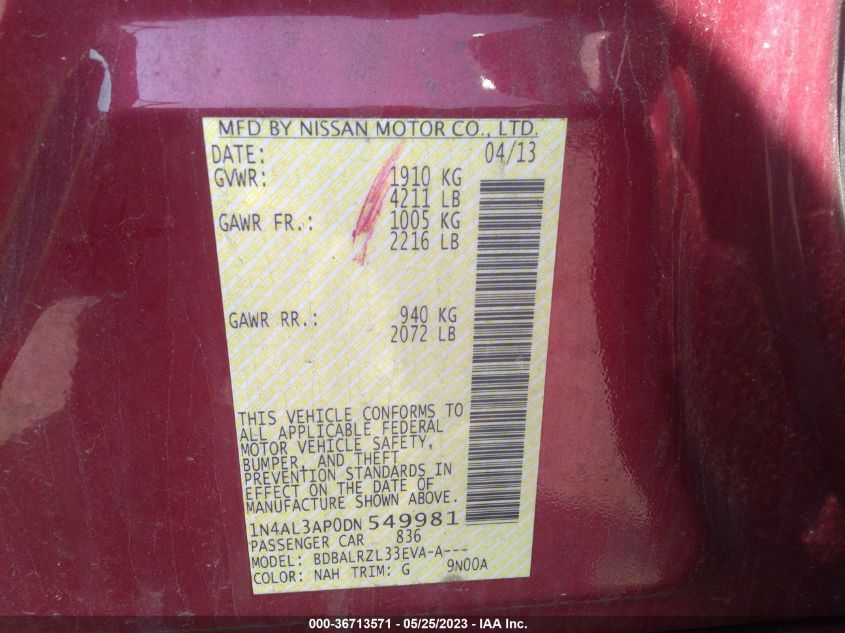 MFD BY NISSAN MOTOR CO., LTD.
DATE: 04/13
GVWR: 1910 KG
4211 LB
GAWR FR.: 1005 KG
2216 LB
GAWR RR.: 940 KG
2072 LB
THIS VEHICLE CONFORMS TO
ALL APPLICABLE FEDERAL
MOTOR VEHICLE SAFETY,
BUMPER, AND THEFT
PREVENTION STANDARDS IN
EFFECT ON THE DATE OF
MANUFACTURE SHOWN ABOVE.
1N4AL3AP0DN 549981
PASSENGER CAR 836
MODEL: BDBALRZL33EVA-A---
COLOR: NAH TRIM: G 9N00A
000-36713571 - 05/25/2023 - IAA Inc.